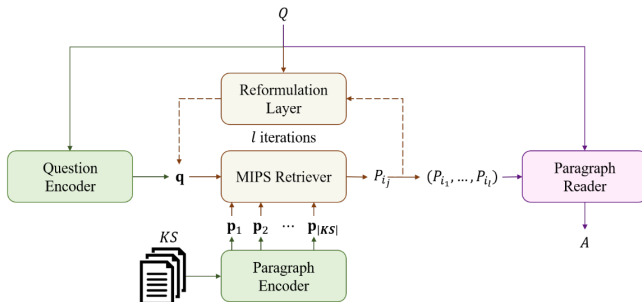 Q
Reformulation
Layer
l iterations
Question
Encoder
q
MIPS Retriever
P_{i_j}
(P_{i_1}, …, P_{i_l})
Paragraph
Reader
p_1 p_2 ⋯ p_{|KS|}
KS
Paragraph
Encoder
A